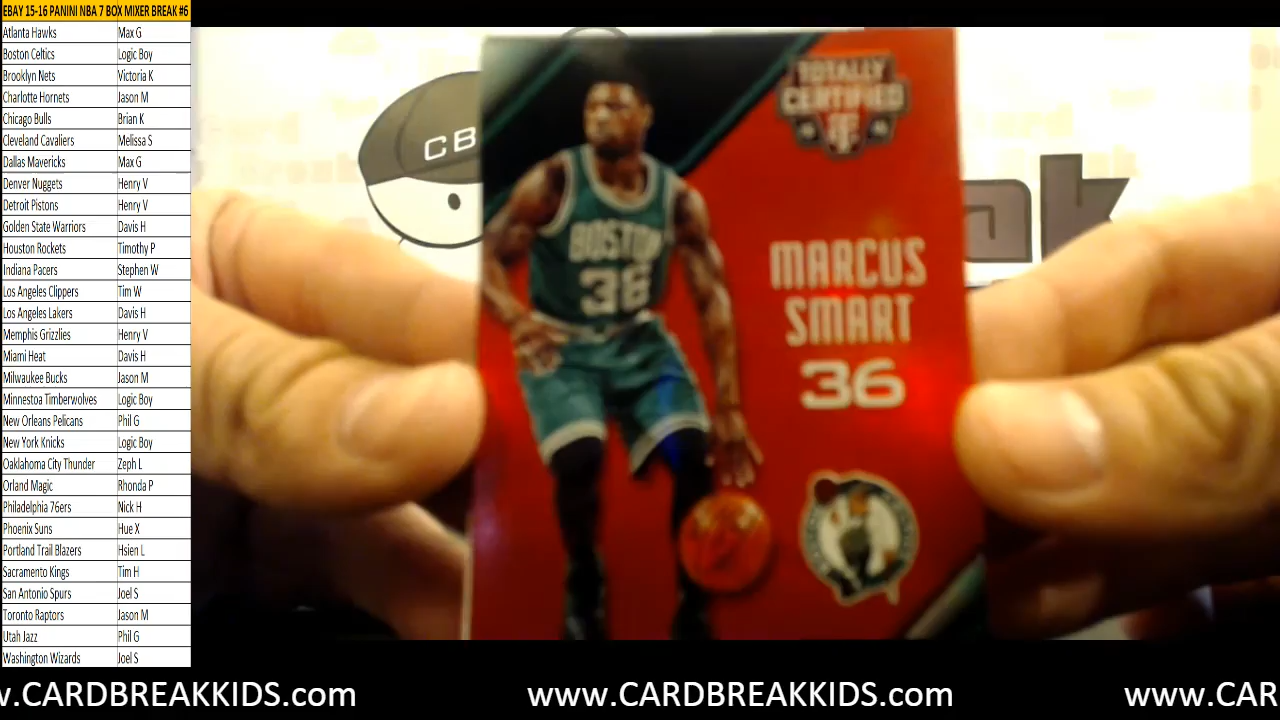 EBAY 15-16 PANINI NBA 7 BOX MIXER BREAK #6
Atlanta Hawks Max G
Boston Celtics Logic Boy
Brooklyn Nets Victoria K
Charlotte Hornets Jason M
Chicago Bulls Brian K
Cleveland Cavaliers Melissa S
Dallas Mavericks Max G
Denver Nuggets Henry V
Detroit Pistons Henry V
Golden State Warriors Davis H
Houston Rockets Timothy P
Indiana Pacers Stephen W
Los Angeles Clippers Tim W
Los Angeles Lakers Davis H
Memphis Grizzlies Henry V
Miami Heat Davis H
Milwaukee Bucks Jason M
Minnestoa Timberwolves Logic Boy
New Orleans Pelicans Phil G
New York Knicks Logic Boy
Oaklahoma City Thunder Zeph L
Orland Magic Rhonda P
Philadelphia 76ers Nick H
Phoenix Suns Hue X
Portland Trail Blazers Hsien L
Sacramento Kings Tim H
San Antonio Spurs Joel S
Toronto Raptors Jason M
Utah Jazz Phil G
Washington Wizards Joel S
CB
TOTALLY
CERTIFIED
BOSTON
36
MARCUS
SMART
36
w.CARDBREAKKIDS.com www.CARDBREAKKIDS.com www.CAR